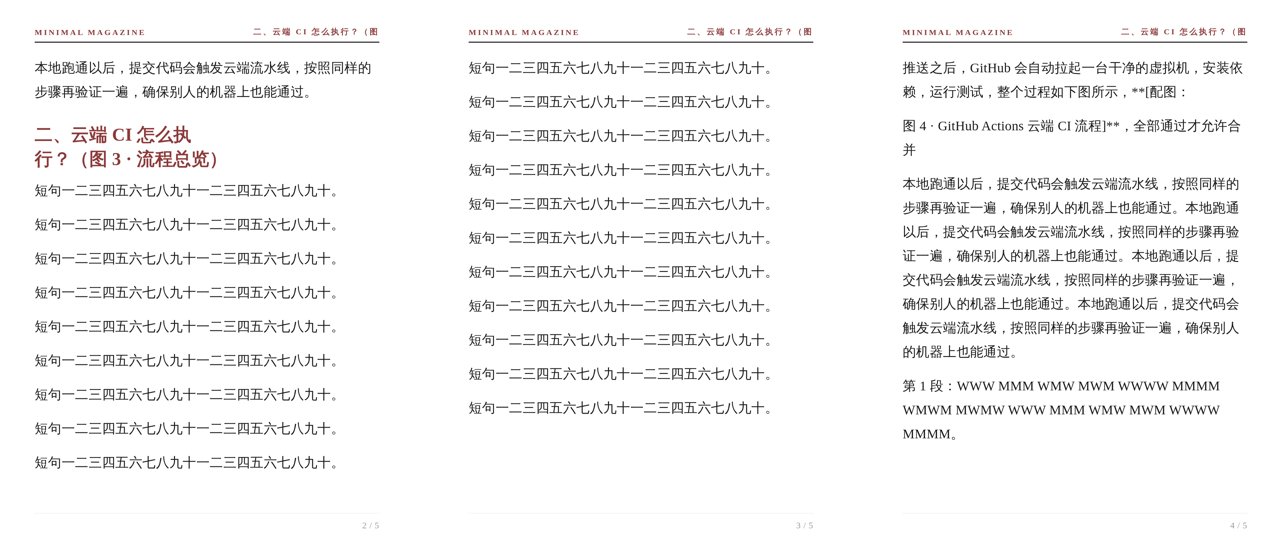 MINIMAL MAGAZINE
二、云端 CI 怎么执行？（图
本地跑通以后，提交代码会触发云端流水线，按照同样的
步骤再验证一遍，确保别人的机器上也能通过。
二、云端 CI 怎么执
行？（图 3 · 流程总览）
短句一二三四五六七八九十一二三四五六七八九十。
短句一二三四五六七八九十一二三四五六七八九十。
短句一二三四五六七八九十一二三四五六七八九十。
短句一二三四五六七八九十一二三四五六七八九十。
短句一二三四五六七八九十一二三四五六七八九十。
短句一二三四五六七八九十一二三四五六七八九十。
短句一二三四五六七八九十一二三四五六七八九十。
短句一二三四五六七八九十一二三四五六七八九十。
短句一二三四五六七八九十一二三四五六七八九十。
2 / 5
MINIMAL MAGAZINE
二、云端 CI 怎么执行？（图
短句一二三四五六七八九十一二三四五六七八九十。
短句一二三四五六七八九十一二三四五六七八九十。
短句一二三四五六七八九十一二三四五六七八九十。
短句一二三四五六七八九十一二三四五六七八九十。
短句一二三四五六七八九十一二三四五六七八九十。
短句一二三四五六七八九十一二三四五六七八九十。
短句一二三四五六七八九十一二三四五六七八九十。
短句一二三四五六七八九十一二三四五六七八九十。
短句一二三四五六七八九十一二三四五六七八九十。
短句一二三四五六七八九十一二三四五六七八九十。
短句一二三四五六七八九十一二三四五六七八九十。
3 / 5
MINIMAL MAGAZINE
二、云端 CI 怎么执行？（图
推送之后，GitHub 会自动拉起一台干净的虚拟机，安装依
赖，运行测试，整个过程如下图所示，**[配图：
图 4 · GitHub Actions 云端 CI 流程]**，全部通过才允许合
并
本地跑通以后，提交代码会触发云端流水线，按照同样的
步骤再验证一遍，确保别人的机器上也能通过。本地跑通
以后，提交代码会触发云端流水线，按照同样的步骤再验
证一遍，确保别人的机器上也能通过。本地跑通以后，提
交代码会触发云端流水线，按照同样的步骤再验证一遍，
确保别人的机器上也能通过。本地跑通以后，提交代码会
触发云端流水线，按照同样的步骤再验证一遍，确保别人
的机器上也能通过。
第 1 段：WWW MMM WMW MWM WWWW MMMM
WMWM MWMW WWW MMM WMW MWM WWWW
MMMM。
4 / 5